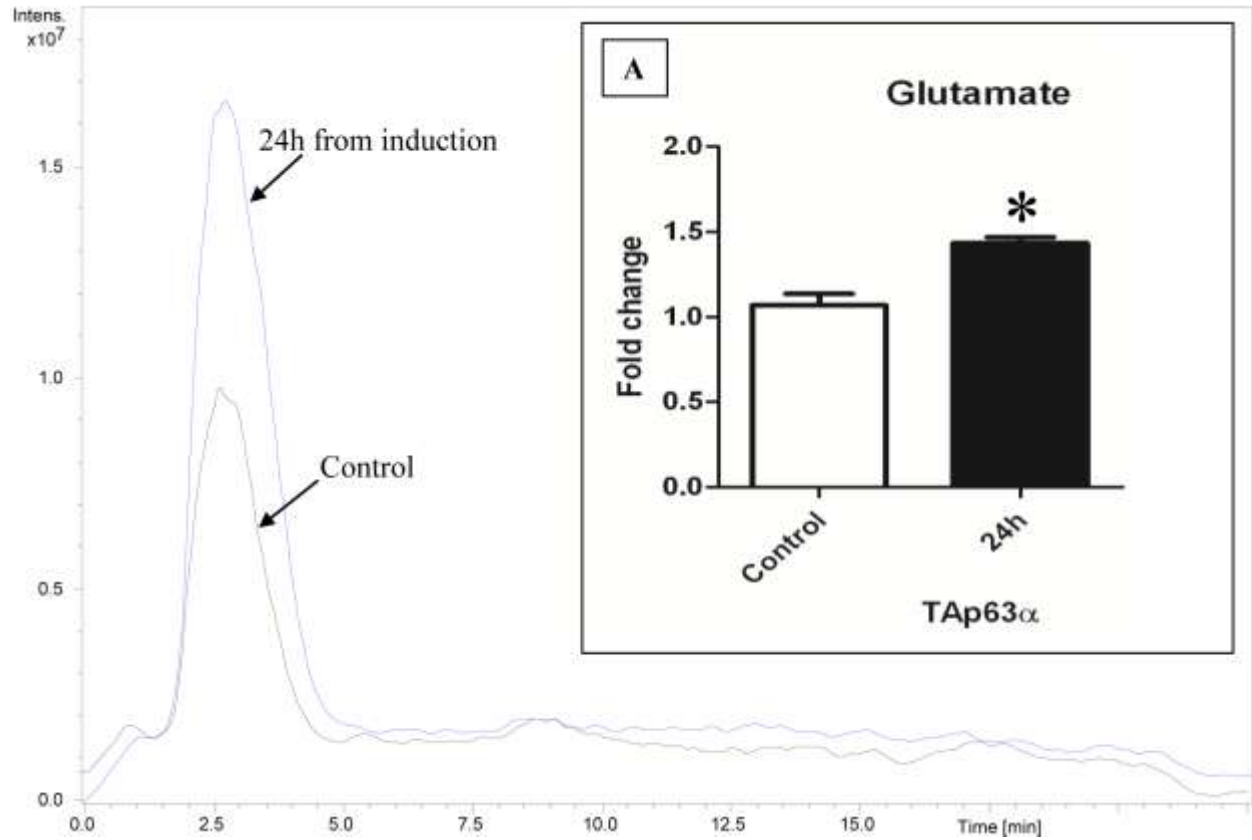 Intens.
x10⁷
1.5
1.0
0.5
0.0
24h from induction
Control
0.0 2.5 5.0 7.5 10.0 12.5 15.0 Time [min]
A
Glutamate
Fold change
2.0
1.5
1.0
0.5
0.0
*
Control 24h
TAp63α